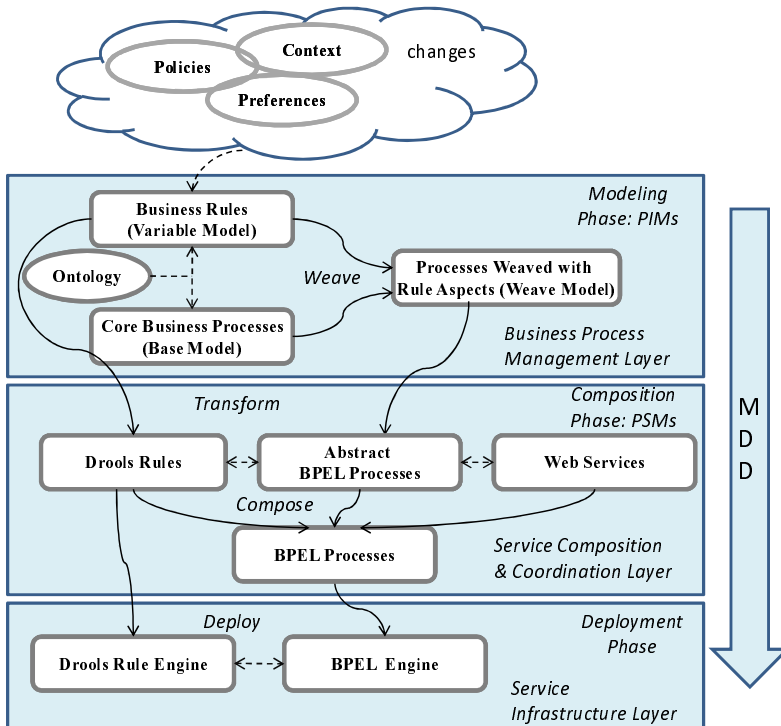 Context
changes
Policies
Preferences
Modeling
Phase: PIMs
Business Rules
(Variable Model)
Ontology
Weave
Processes Weaved with
Rule Aspects (Weave Model)
Core Business Processes
(Base Model)
Business Process
Management Layer
Transform
Composition
Phase: PSMs
Drools Rules
Abstract
BPEL Processes
Web Services
Compose
BPEL Processes
Service Composition
& Coordination Layer
Deploy
Deployment
Phase
Drools Rule Engine
BPEL Engine
Service
Infrastructure Layer
M
D
D